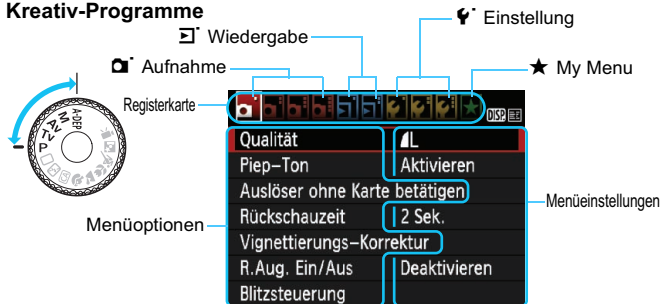 Kreativ-Programme
Einstellung
Wiedergabe
Aufnahme
★ My Menu
Registerkarte
DISP.
P Tv Av M A-DEP
Qualität L
Piep-Ton Aktivieren
Auslöser ohne Karte betätigen
Menüeinstellungen
Rückschauzeit 2 Sek.
Menüoptionen
Vignettierungs-Korrektur
R.Aug. Ein/Aus Deaktivieren
Blitzsteuerung